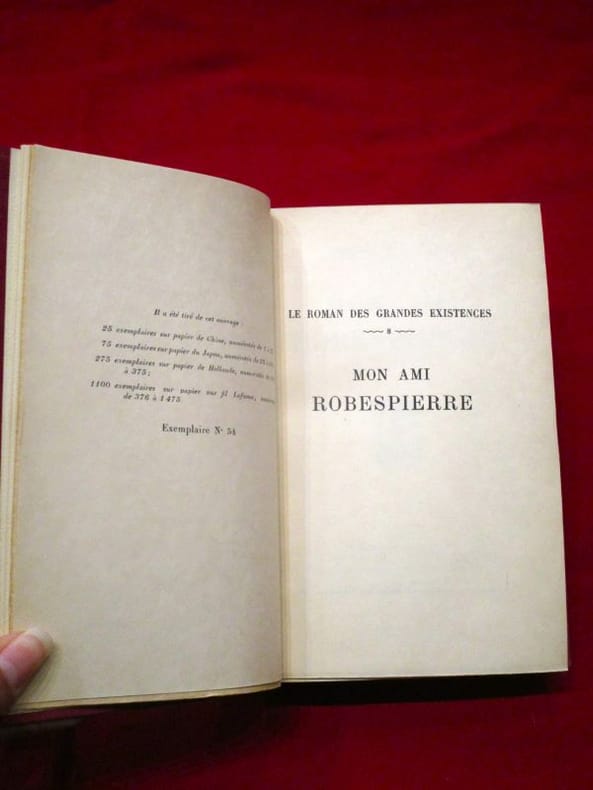 Il a été tiré de cet ouvrage :
25 exemplaires sur papier de Chine, numérotés de 1 à
75 exemplaires sur papier du Japon, numérotés de
275 exemplaires sur papier de Hollande, numérotés
à 375 ;
1100 exemplaires sur papier sur fil Lafuma,
de 376 à 1475
Exemplaire N° 54
LE ROMAN DES GRANDES EXISTENCES
8
MON AMI
ROBESPIERRE